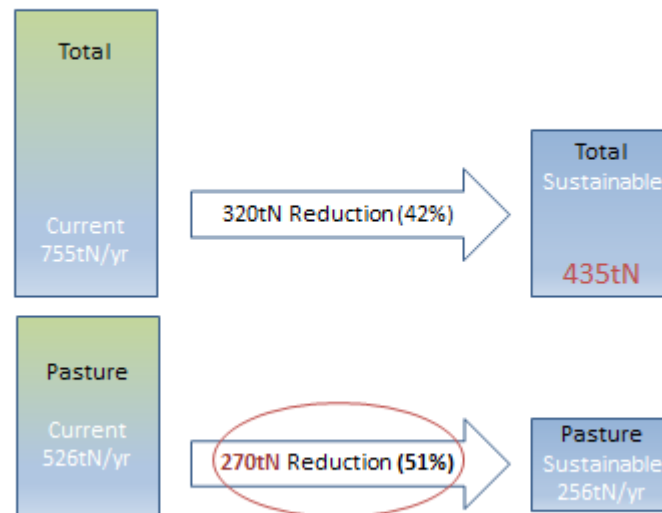 Total
Current
755tN/yr
320tN Reduction (42%)
Total
Sustainable
435tN
Pasture
Current
526tN/yr
270tN Reduction (51%)
Pasture
Sustainable
256tN/yr